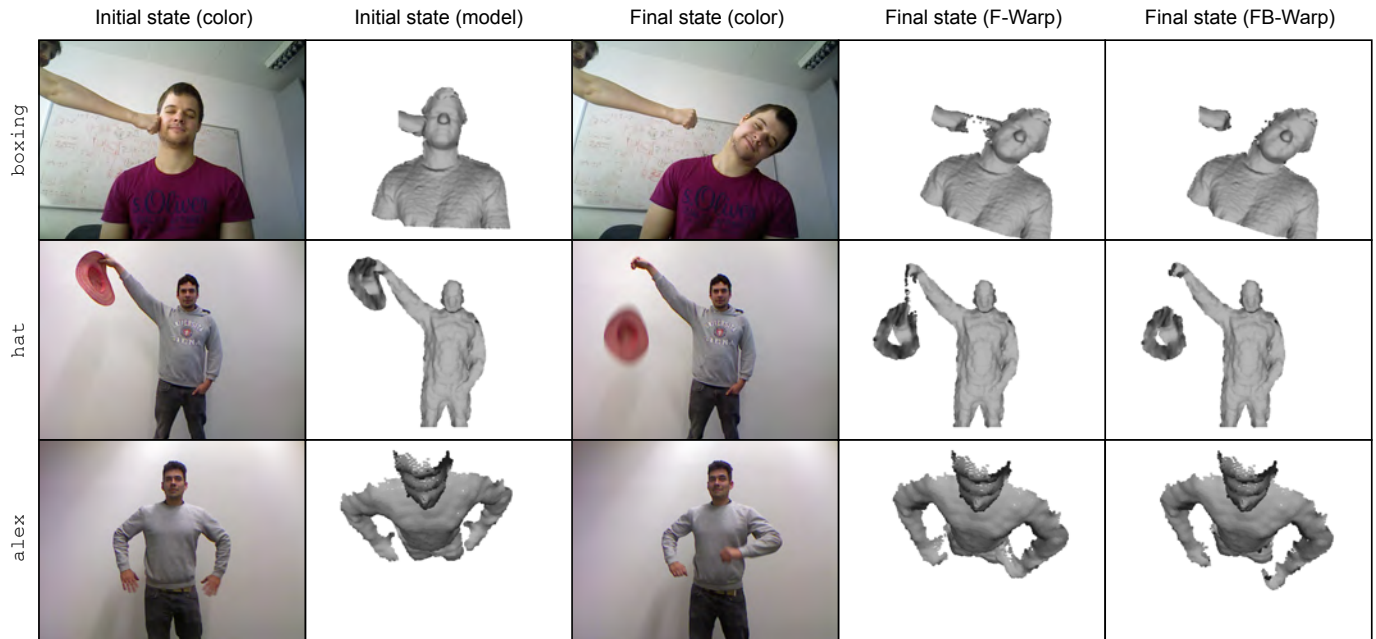 Initial state (color) Initial state (model) Final state (color) Final state (F-Warp) Final state (FB-Warp)
boxing
s.Oliver
hat
alex